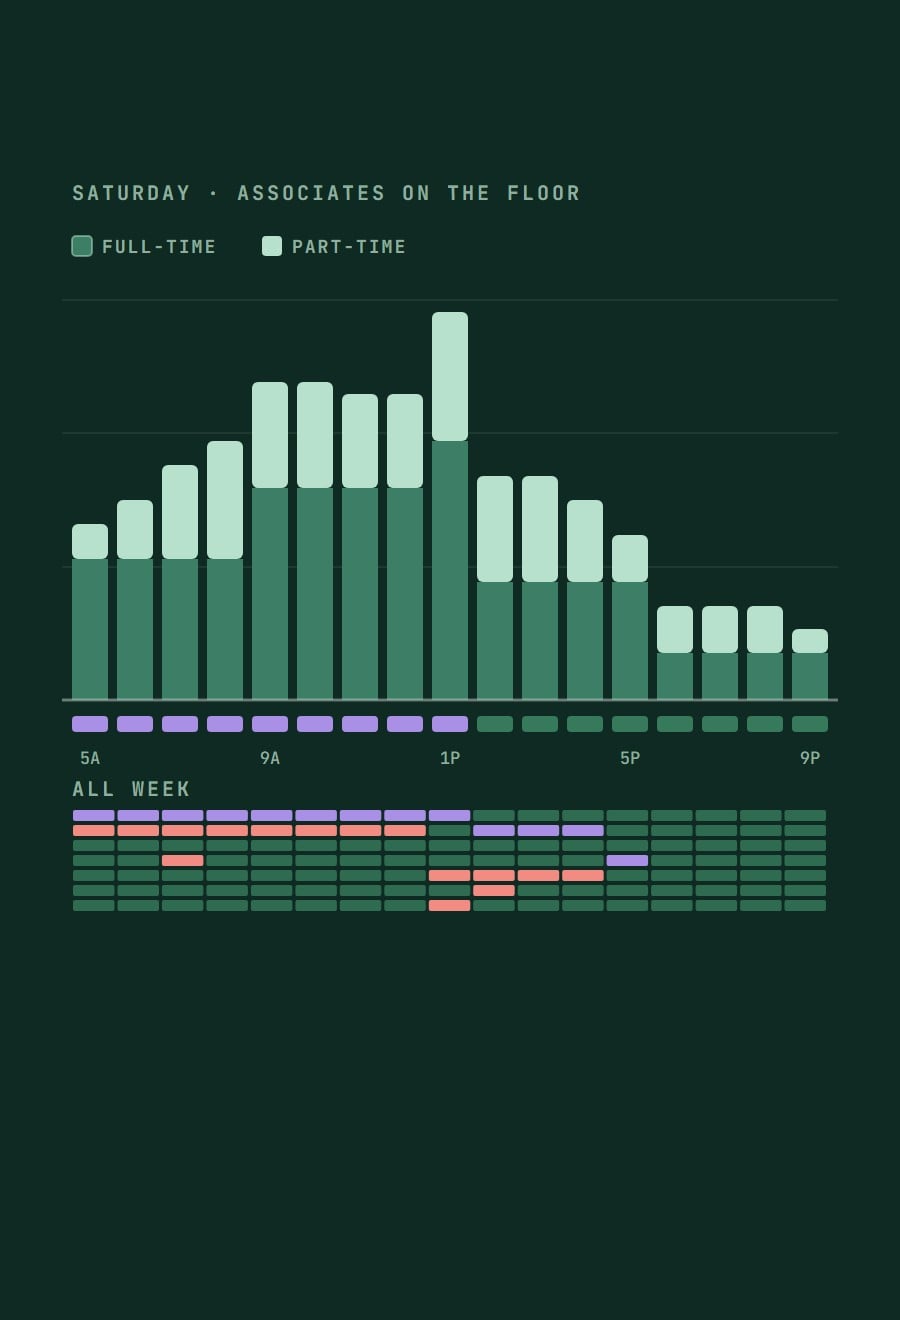 SATURDAY · ASSOCIATES ON THE FLOOR
FULL-TIME PART-TIME
5A 9A 1P 5P 9P
ALL WEEK